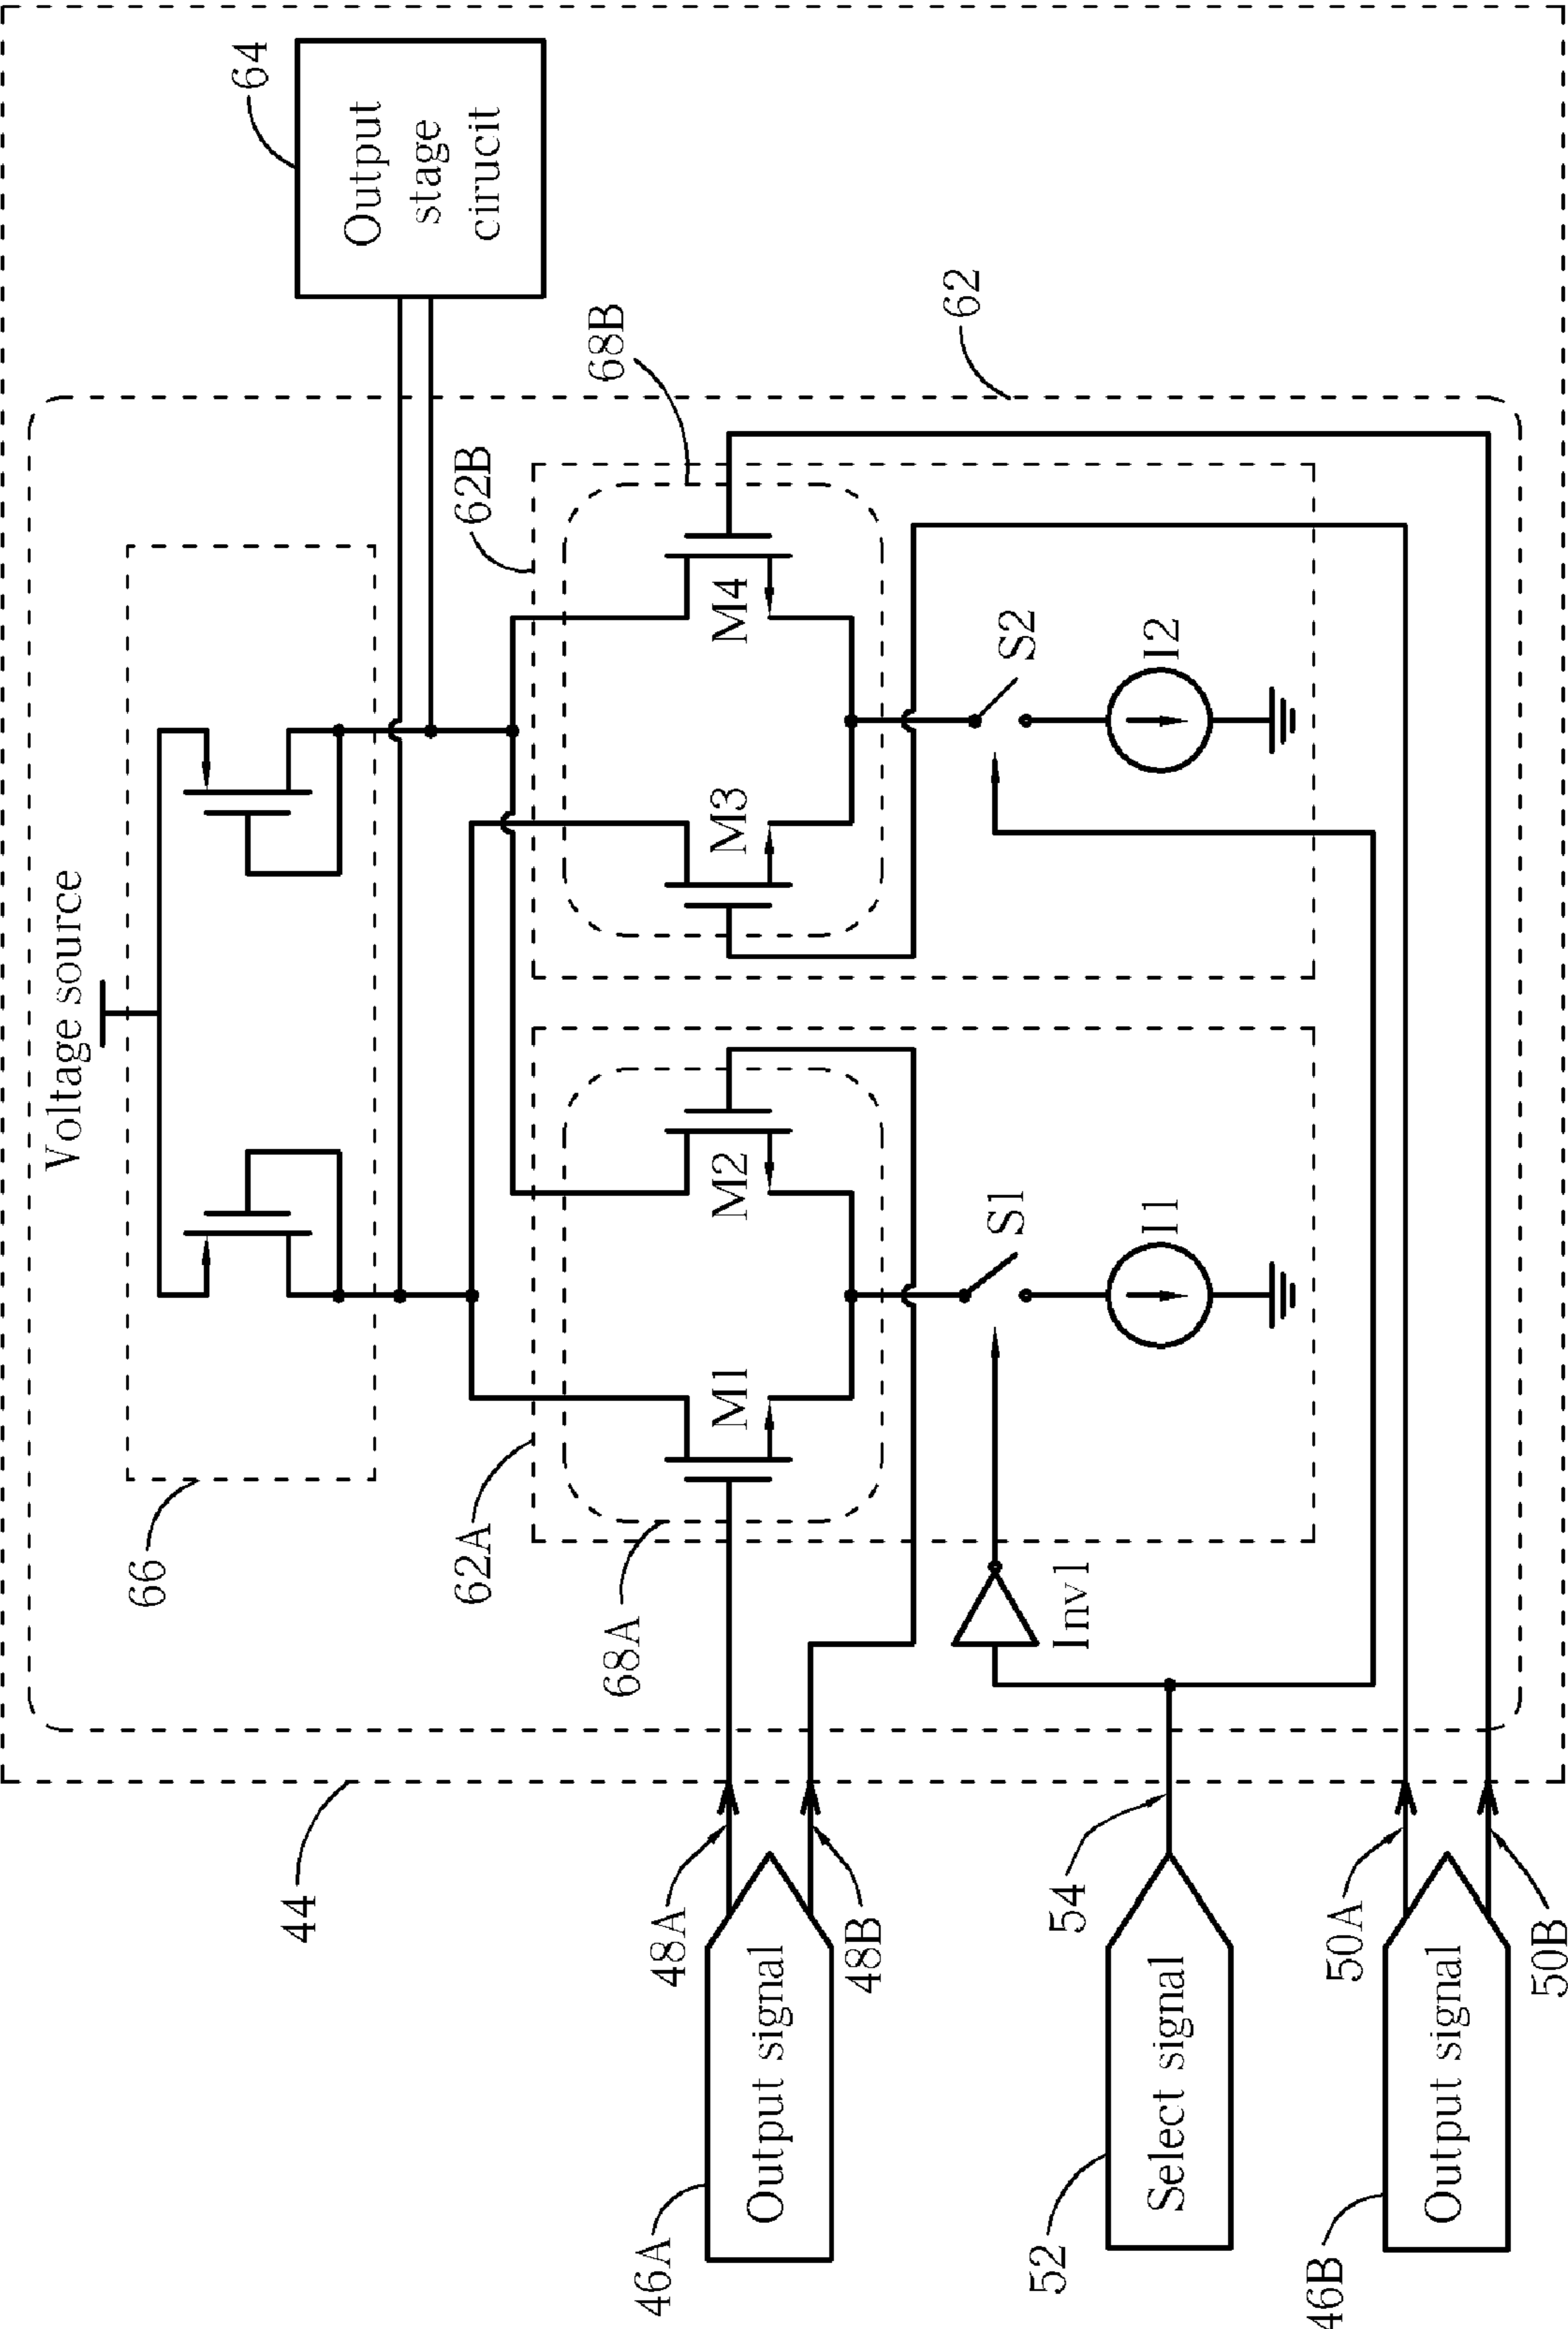 Voltage source
66
64
Output
stage
cirucit
62A
62B
68A
68B
62
M1
M2
M3
M4
S1
S2
I1
I2
Inv1
44
46A
Output signal
48A
48B
52
Select signal
54
46B
Output signal
50A
50B